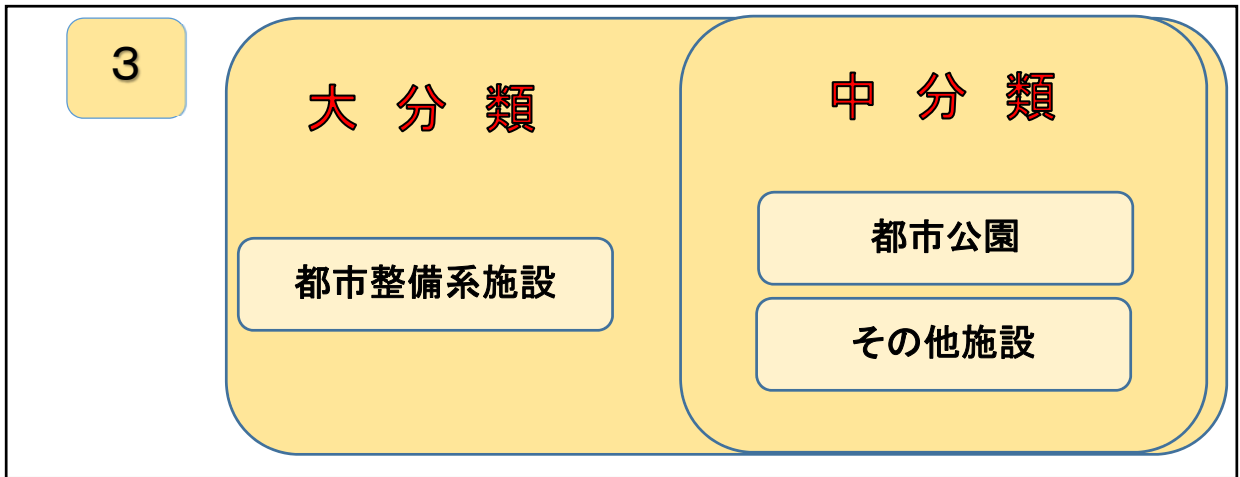 3
大分類
中分類
都市整備系施設
都市公園
その他施設